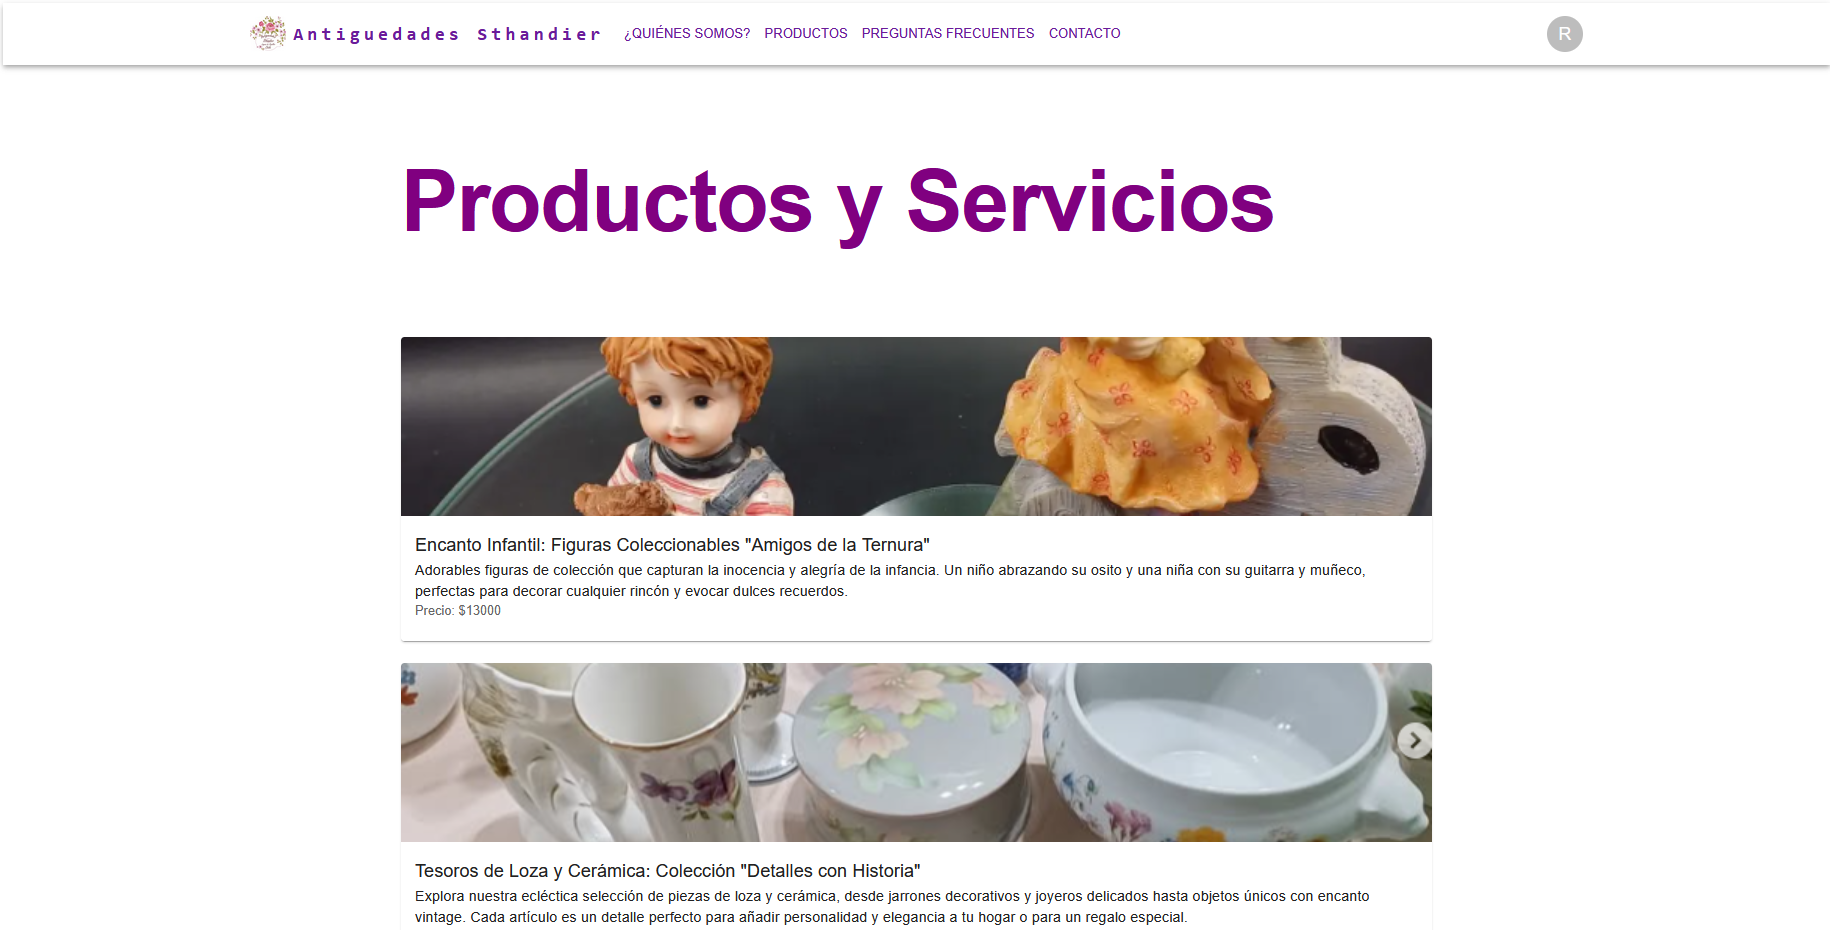 Antiguedades Sthandier ¿QUIÉNES SOMOS? PRODUCTOS PREGUNTAS FRECUENTES CONTACTO R
Productos y Servicios
Encanto Infantil: Figuras Coleccionables "Amigos de la Ternura"
Adorables figuras de colección que capturan la inocencia y alegría de la infancia. Un niño abrazando su osito y una niña con su guitarra y muñeco,
perfectas para decorar cualquier rincón y evocar dulces recuerdos.
Precio: $13000
Tesoros de Loza y Cerámica: Colección "Detalles con Historia"
Explora nuestra ecléctica selección de piezas de loza y cerámica, desde jarrones decorativos y joyeros delicados hasta objetos únicos con encanto
vintage. Cada artículo es un detalle perfecto para añadir personalidad y elegancia a tu hogar o para un regalo especial.